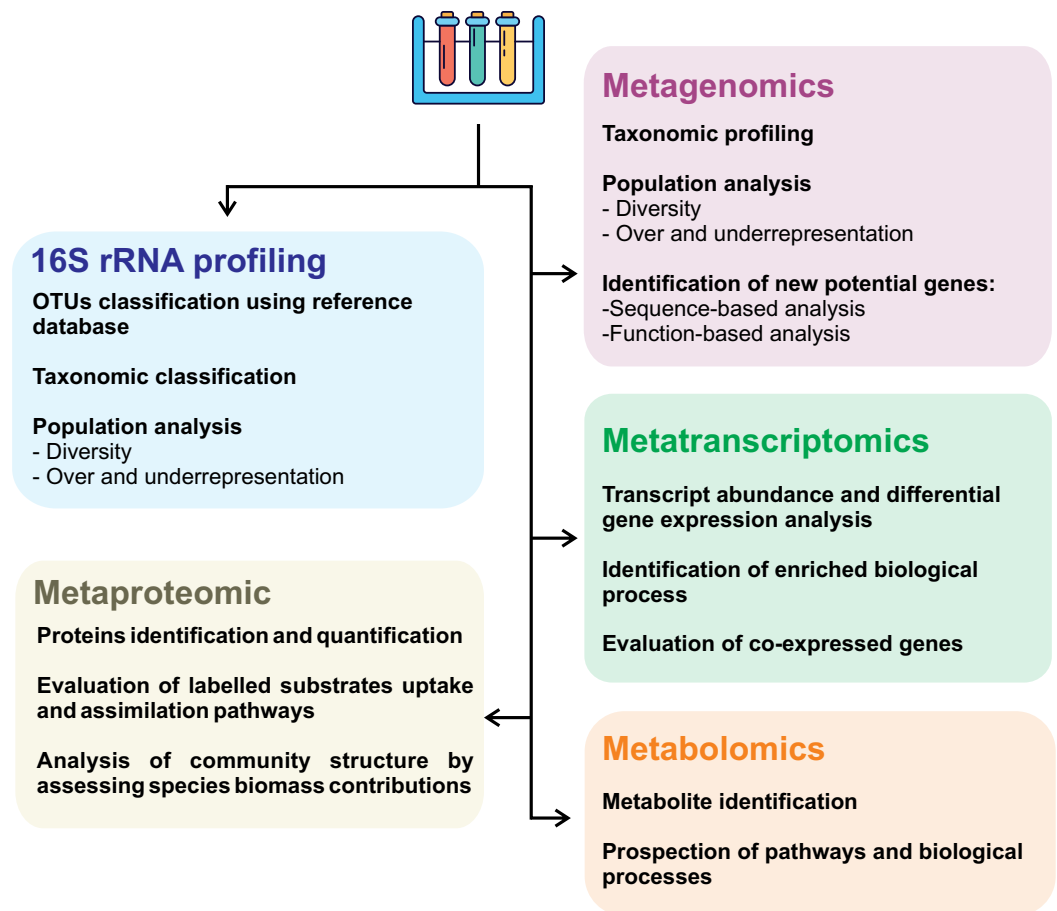 16S rRNA profiling
OTUs classification using reference
database
Taxonomic classification
Population analysis
- Diversity
- Over and underrepresentation
Metaproteomic
Proteins identification and quantification
Evaluation of labelled substrates uptake
and assimilation pathways
Analysis of community structure by
assessing species biomass contributions
Metagenomics
Taxonomic profiling
Population analysis
- Diversity
- Over and underrepresentation
Identification of new potential genes:
-Sequence-based analysis
-Function-based analysis
Metatranscriptomics
Transcript abundance and differential
gene expression analysis
Identification of enriched biological
process
Evaluation of co-expressed genes
Metabolomics
Metabolite identification
Prospection of pathways and biological
processes